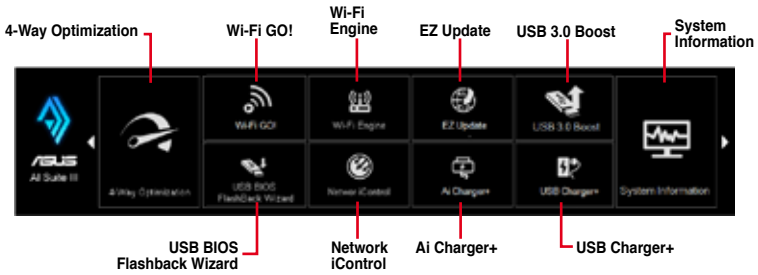 4-Way Optimization
Wi-Fi GO!
Wi-Fi
Engine
EZ Update
USB 3.0 Boost
System
Information
ASUS
AI Suite III
4-Way Optimization
Wi-Fi GO!
Wi-Fi Engine
EZ Update
USB 3.0 Boost
USB BIOS
FlashBack Wizard
Networ iControl
Ai Charger+
USB Charger+
System Information
USB BIOS
Flashback Wizard
Network
iControl
Ai Charger+
USB Charger+